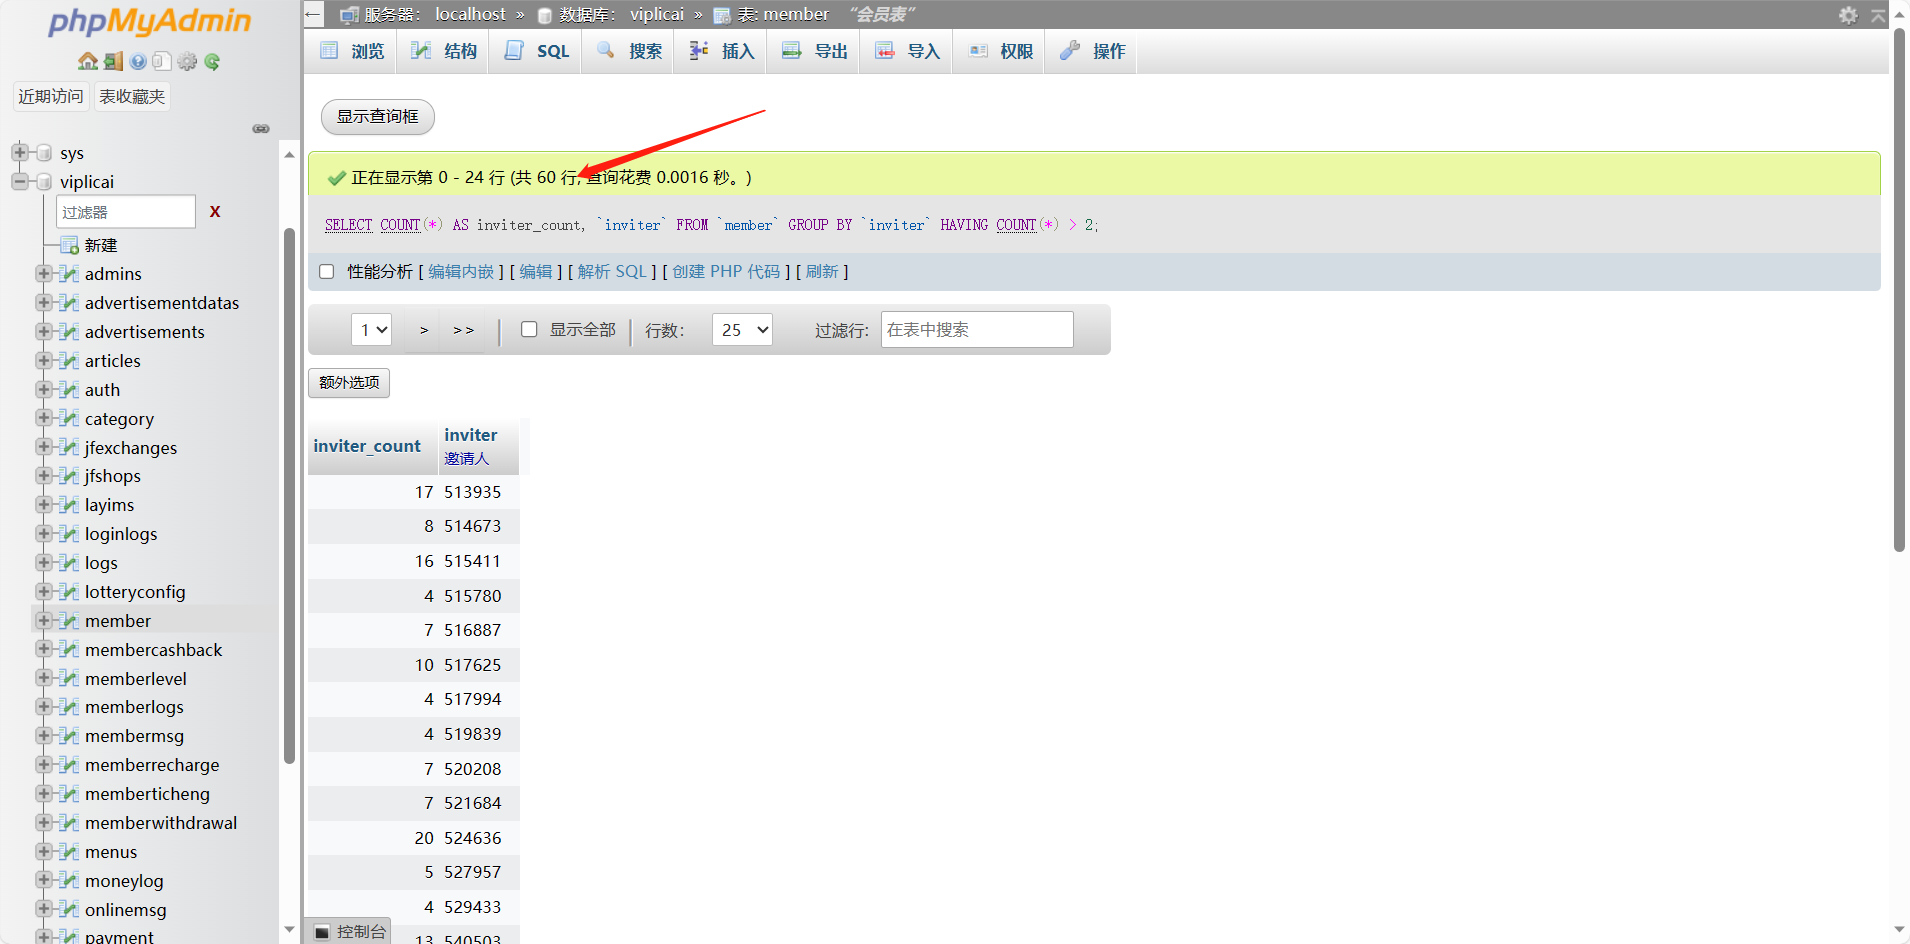 phpMyAdmin
近期访问 表收藏夹
sys
viplicai
过滤器 X
新建
admins
advertisementdatas
advertisements
articles
auth
category
jfexchanges
jfshops
layims
loginlogs
logs
lotteryconfig
member
membercashback
memberlevel
memberlogs
membermsg
memberrecharge
memberticheng
memberwithdrawal
menus
moneylog
onlinemsg
payment
← 服务器: localhost » 数据库: viplicai » 表: member “会员表”
浏览 结构 SQL 搜索 插入 导出 导入 权限 操作
显示查询框
正在显示第 0 - 24 行 (共 60 行, 查询花费 0.0016 秒。)
SELECT COUNT(*) AS inviter_count, `inviter` FROM `member` GROUP BY `inviter` HAVING COUNT(*) > 2;
性能分析 [ 编辑内嵌 ] [ 编辑 ] [ 解析 SQL ] [ 创建 PHP 代码 ] [ 刷新 ]
1 > >> | 显示全部 | 行数: 25 过滤行: 在表中搜索
额外选项
inviter_count inviter
邀请人
17 513935
8 514673
16 515411
4 515780
7 516887
10 517625
4 517994
4 519839
7 520208
7 521684
20 524636
5 527957
4 529433
13 540503
控制台